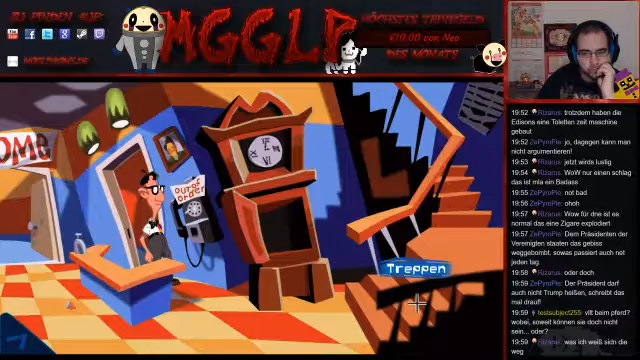 ZU FINDEN AUF:
MGGLP
HÖCHSTES TRINKGELD
€10.00 von Neo
DES MONATS
OUT OF
ORDER
Treppen
19:52 Rizarus: trotzdem haben die
Edisons eine Toletten zeit maschine
gebaut
19:52 ZePyroPie: jo, dagegen kann man
nicht argumentieren!
19:53 Rizarus: jetzt wirds lustig
19:54 Rizarus: WoW nur einen schlag
das ist mla ein Badass
19:55 ZePyroPie: not bad
19:56 ZePyroPie: ohoh
19:57 Rizarus: Wow für dne ist es
normal das eine Zigare explodiert
19:57 ZePyroPie: Dem Präsidenten der
Vereinigten staaten das gebiss
weggebombt. sowas passiert auch net
jeden tag.
19:58 Rizarus: oder doch
19:59 ZePyroPie: Der Präsident darf
auch nicht Trump heißen, schreibt das
mal drauf!
19:59 testsubject255: vllt beim pferd?
wobei, soweit können sie doch nicht
sein... oder?
19:59 Rizarus: was ich weiß sidn die
weg